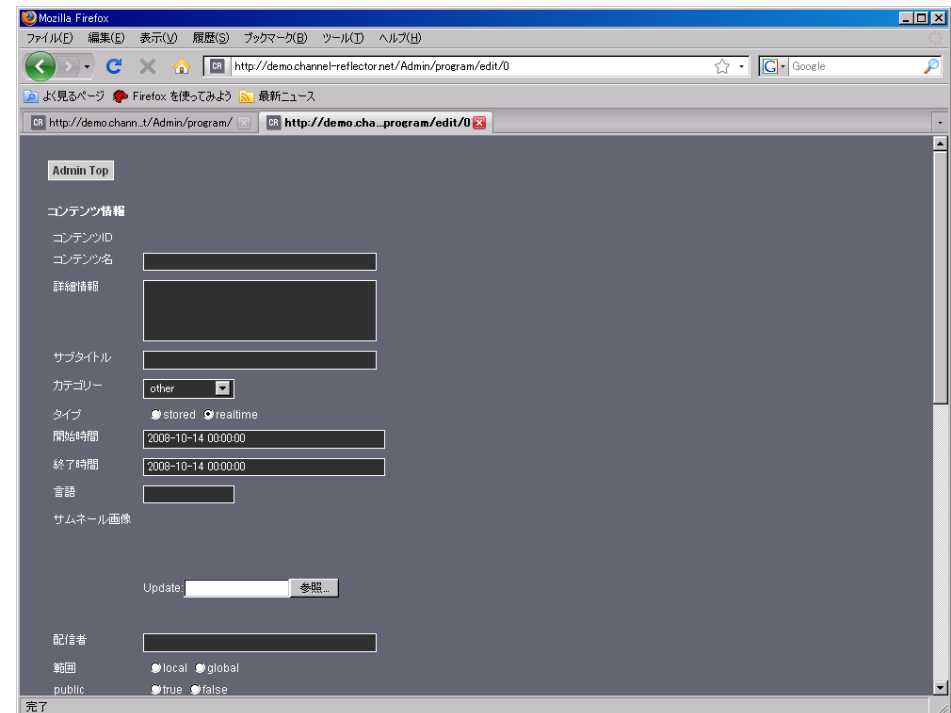 Mozilla Firefox
ファイル(F) 編集(E) 表示(V) 履歴(S) ブックマーク(B) ツール(T) ヘルプ(H)
CR http://demo.channel-reflector.net/Admin/program/edit/0 G Google
よく見るページ Firefox を使ってみよう 最新ニュース
CR http://demo.chann...t/Admin/program/ CR http://demo.cha...program/edit/0
Admin Top
コンテンツ情報
コンテンツID
コンテンツ名
詳細情報
サブタイトル
カテゴリー other
タイプ stored realtime
開始時間 2008-10-14 00:00:00
終了時間 2008-10-14 00:00:00
言語
サムネール画像
Update: 参照...
配信者
範囲 local global
public true false
完了